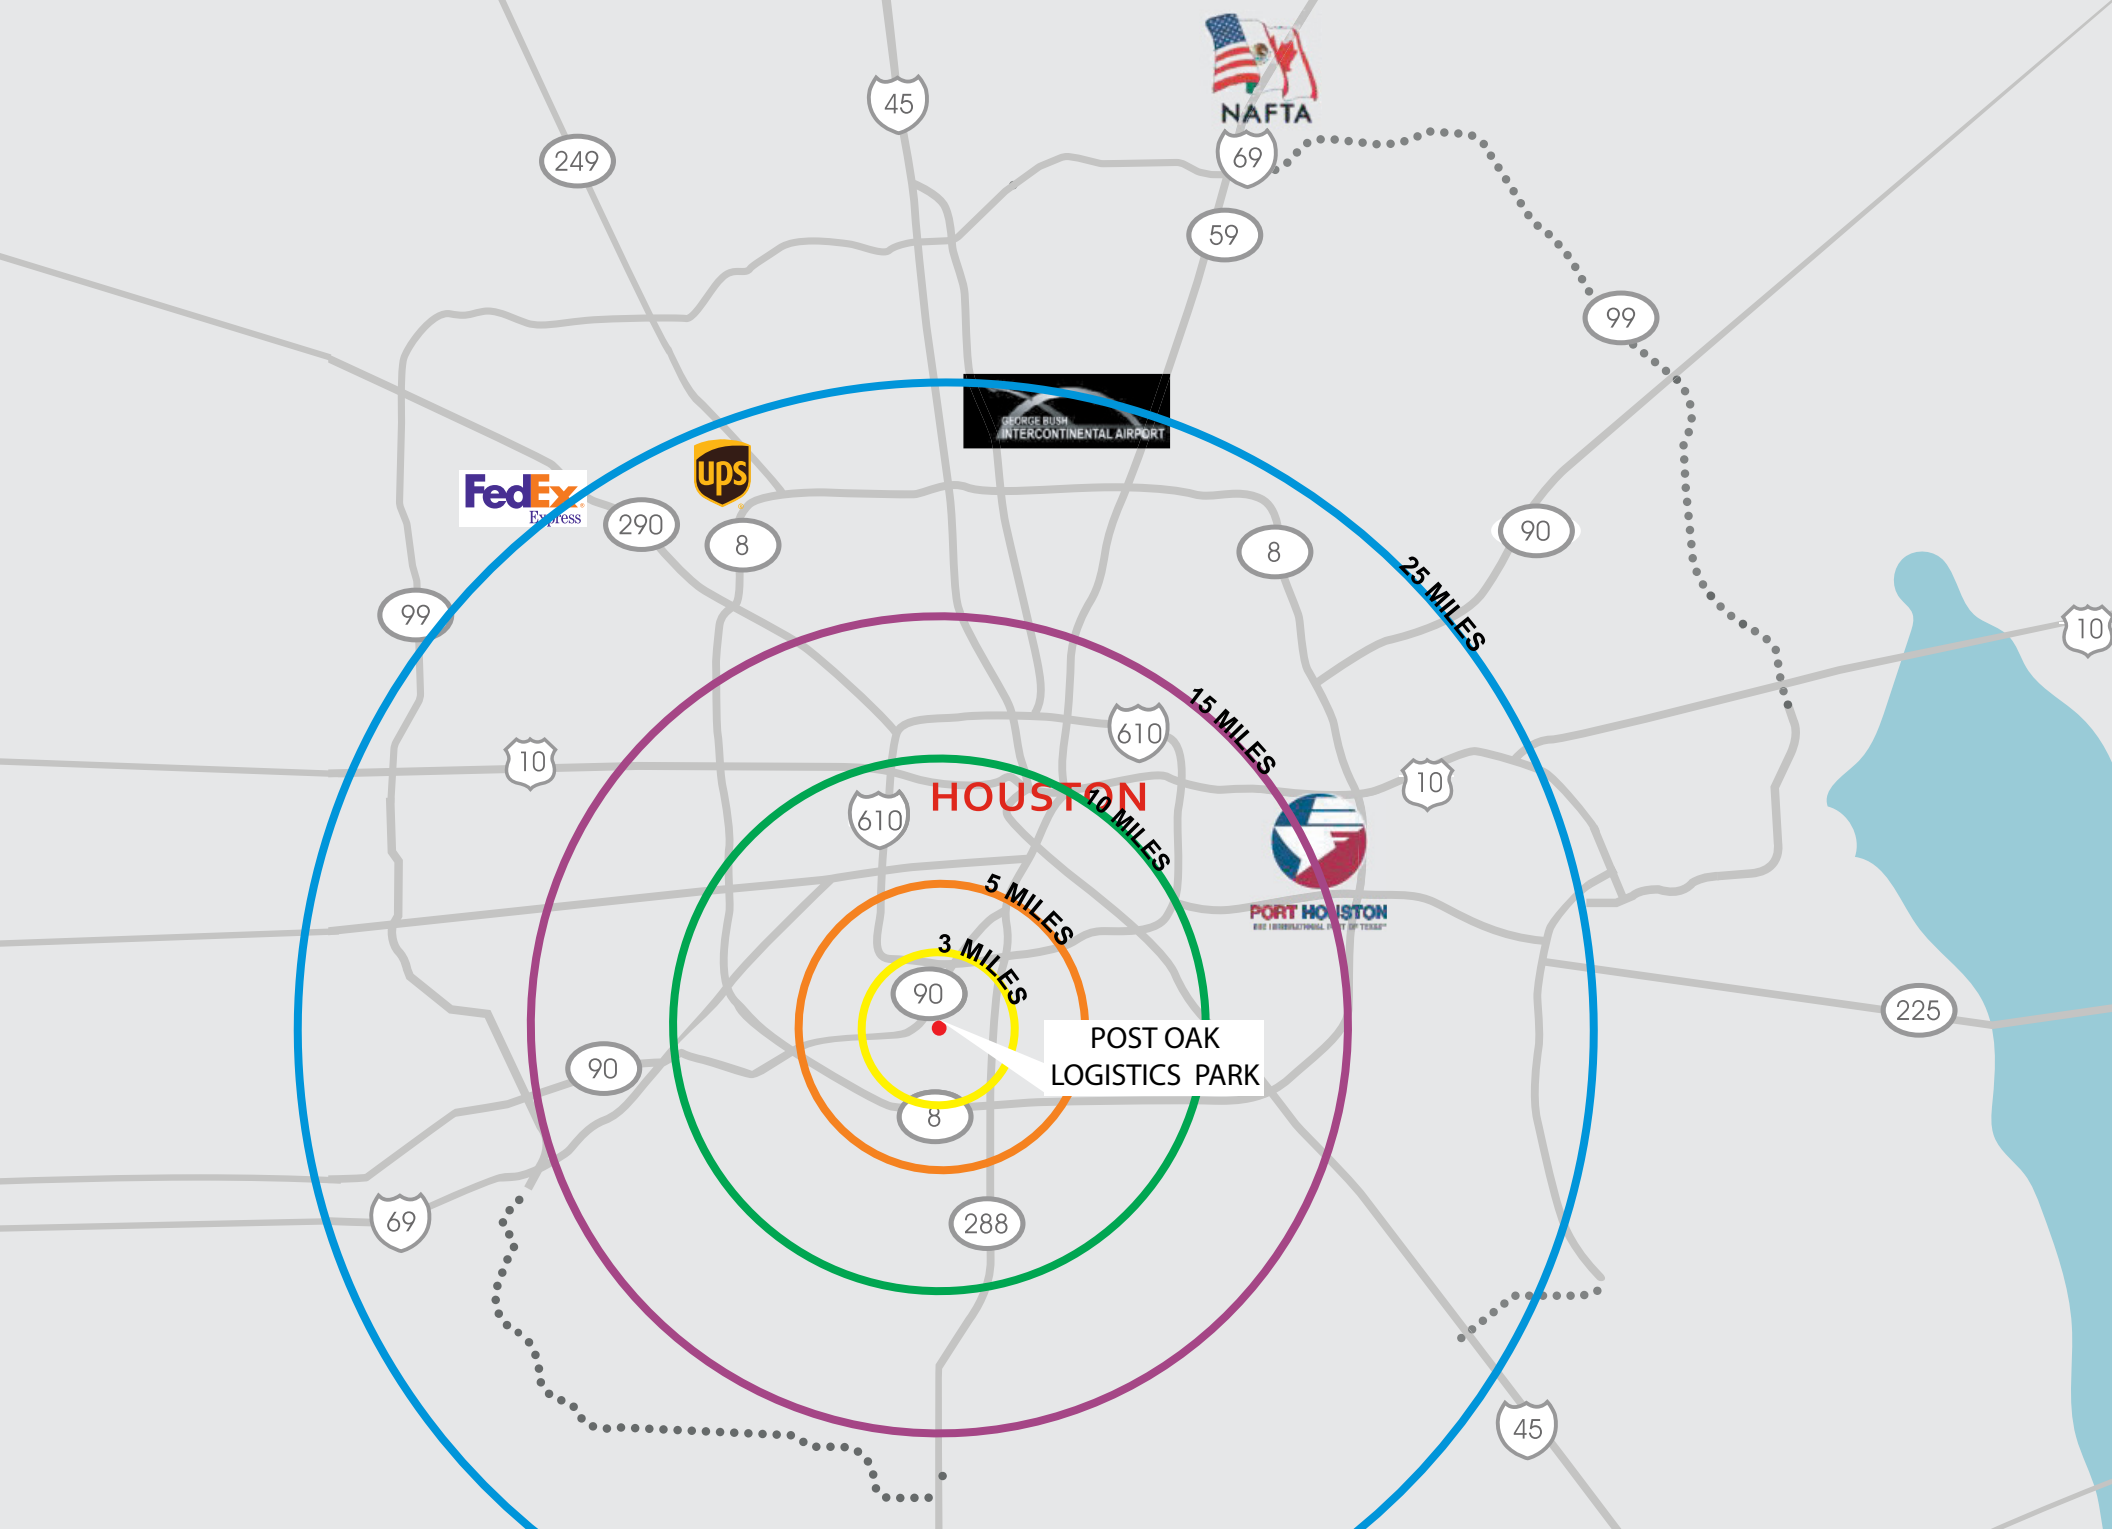 NAFTA
45
69
249
59
99
GEORGE BUSH
INTERCONTINENTAL AIRPORT
ups
FedEx
Express
290
8
8
90
25 MILES
99
10
15 MILES
610
10
10
HOUSTON
10 MILES
610
5 MILES
PORT HOUSTON
3 MILES
90
225
POST OAK
LOGISTICS PARK
90
8
69
288
45